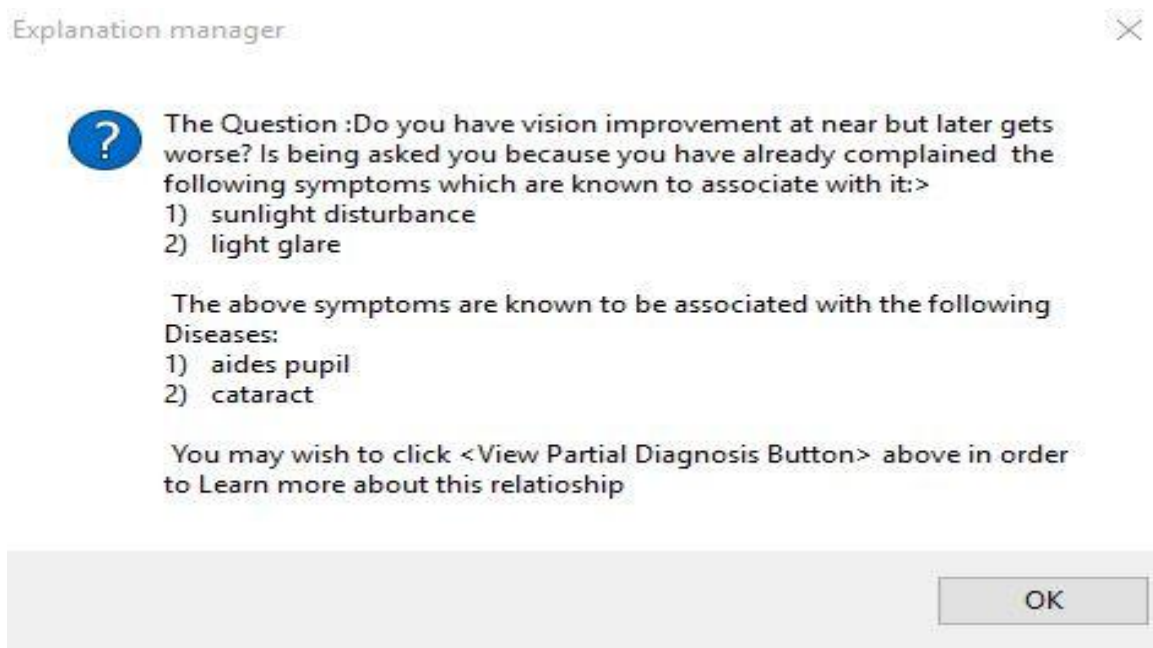 Explanation manager
The Question :Do you have vision improvement at near but later gets
worse? Is being asked you because you have already complained  the
following symptoms which are known to associate with it:>
1)   sunlight disturbance
2)   light glare
The above symptoms are known to be associated with the following
Diseases:
1)   aides pupil
2)   cataract
You may wish to click <View Partial Diagnosis Button> above in order
to Learn more about this relatioship
OK